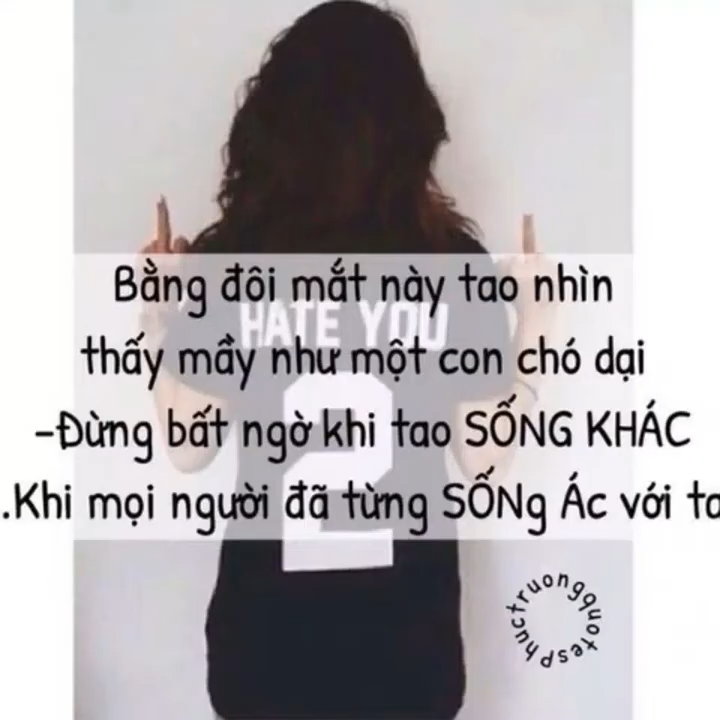 Bằng đôi mắt này tao nhìn
HATE YOU
thấy mầy như một con chó dại
2
-Đừng bất ngờ khi tao SỐNG KHÁC
.Khi mọi người đã từng SỐNg Ác với
phuctruongquotes